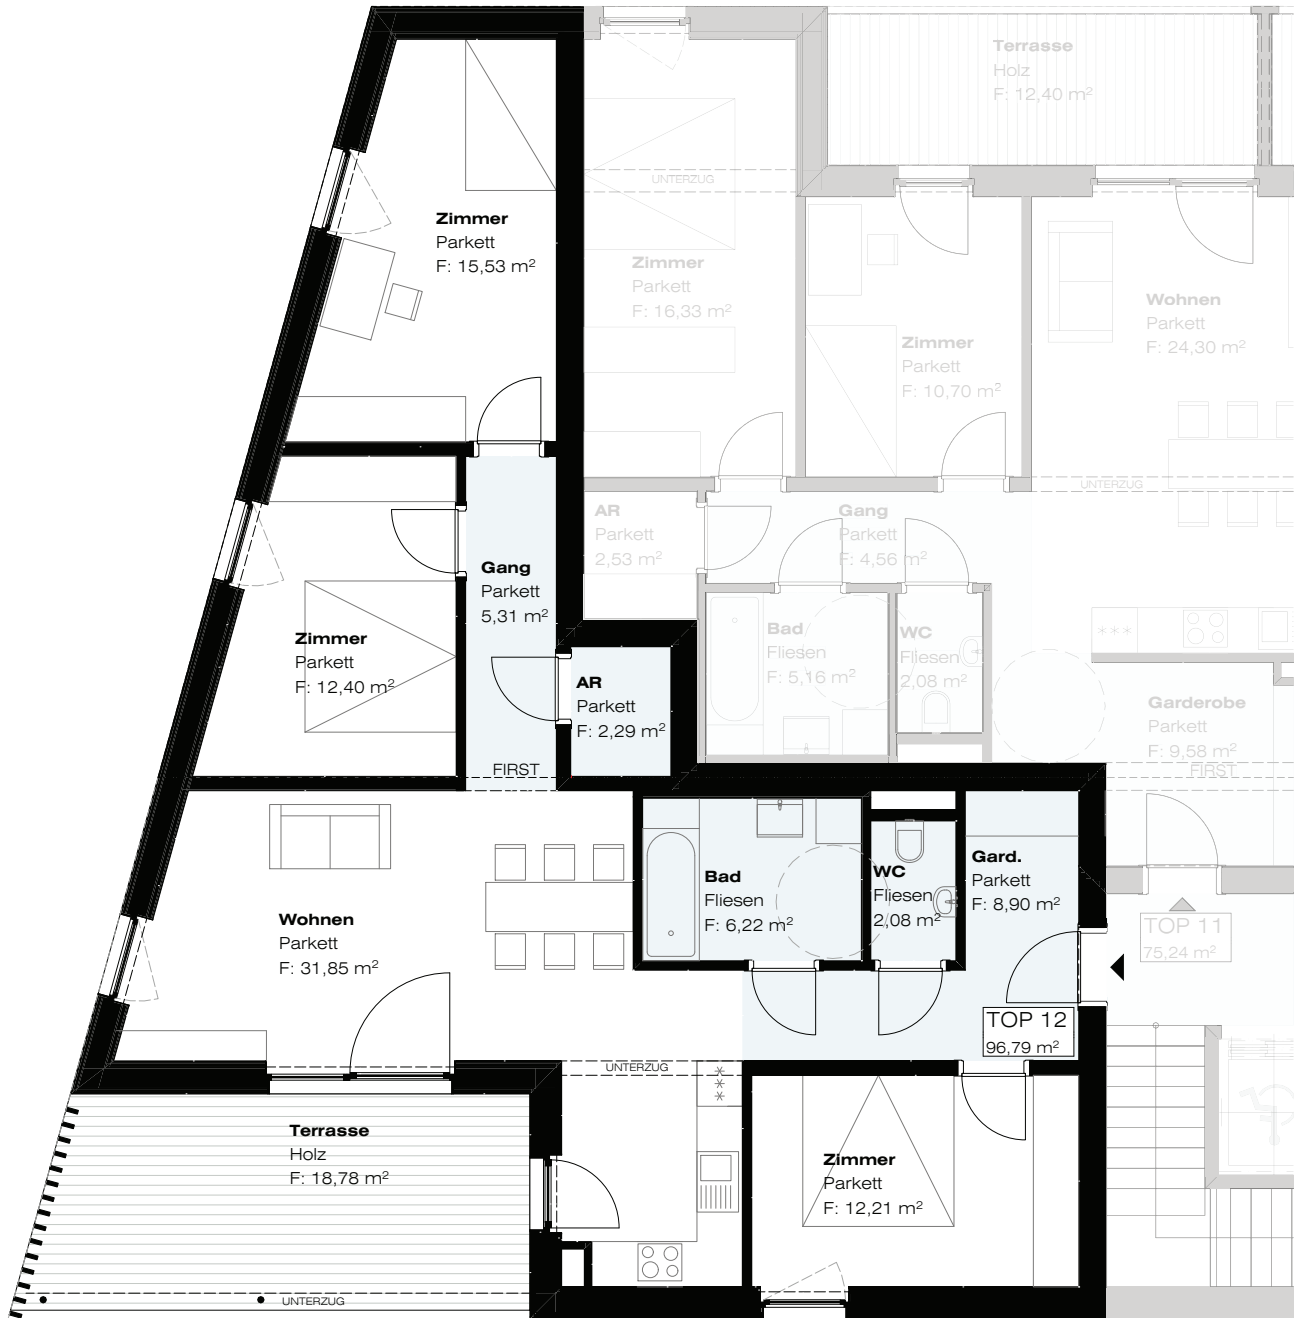 Terrasse
Holz
F: 12,40 m²
UNTERZUG
Zimmer
Parkett
F: 15,53 m²
Zimmer
Parkett
F: 16,33 m²
Wohnen
Parkett
F: 24,30 m²
Zimmer
Parkett
F: 10,70 m²
UNTERZUG
AR
Parkett
2,53 m²
Gang
Parkett
F: 4,56 m²
Gang
Parkett
5,31 m²
Zimmer
Parkett
F: 12,40 m²
Bad
Fliesen
F: 5,16 m²
WC
Fliesen
2,08 m²
***
AR
Parkett
F: 2,29 m²
Garderobe
Parkett
F: 9,58 m²
FIRST
FIRST
Wohnen
Parkett
F: 31,85 m²
Bad
Fliesen
F: 6,22 m²
WC
Fliesen
2,08 m²
Gard.
Parkett
F: 8,90 m²
TOP 11
75,24 m²
TOP 12
96,79 m²
UNTERZUG
***
Terrasse
Holz
F: 18,78 m²
Zimmer
Parkett
F: 12,21 m²
UNTERZUG